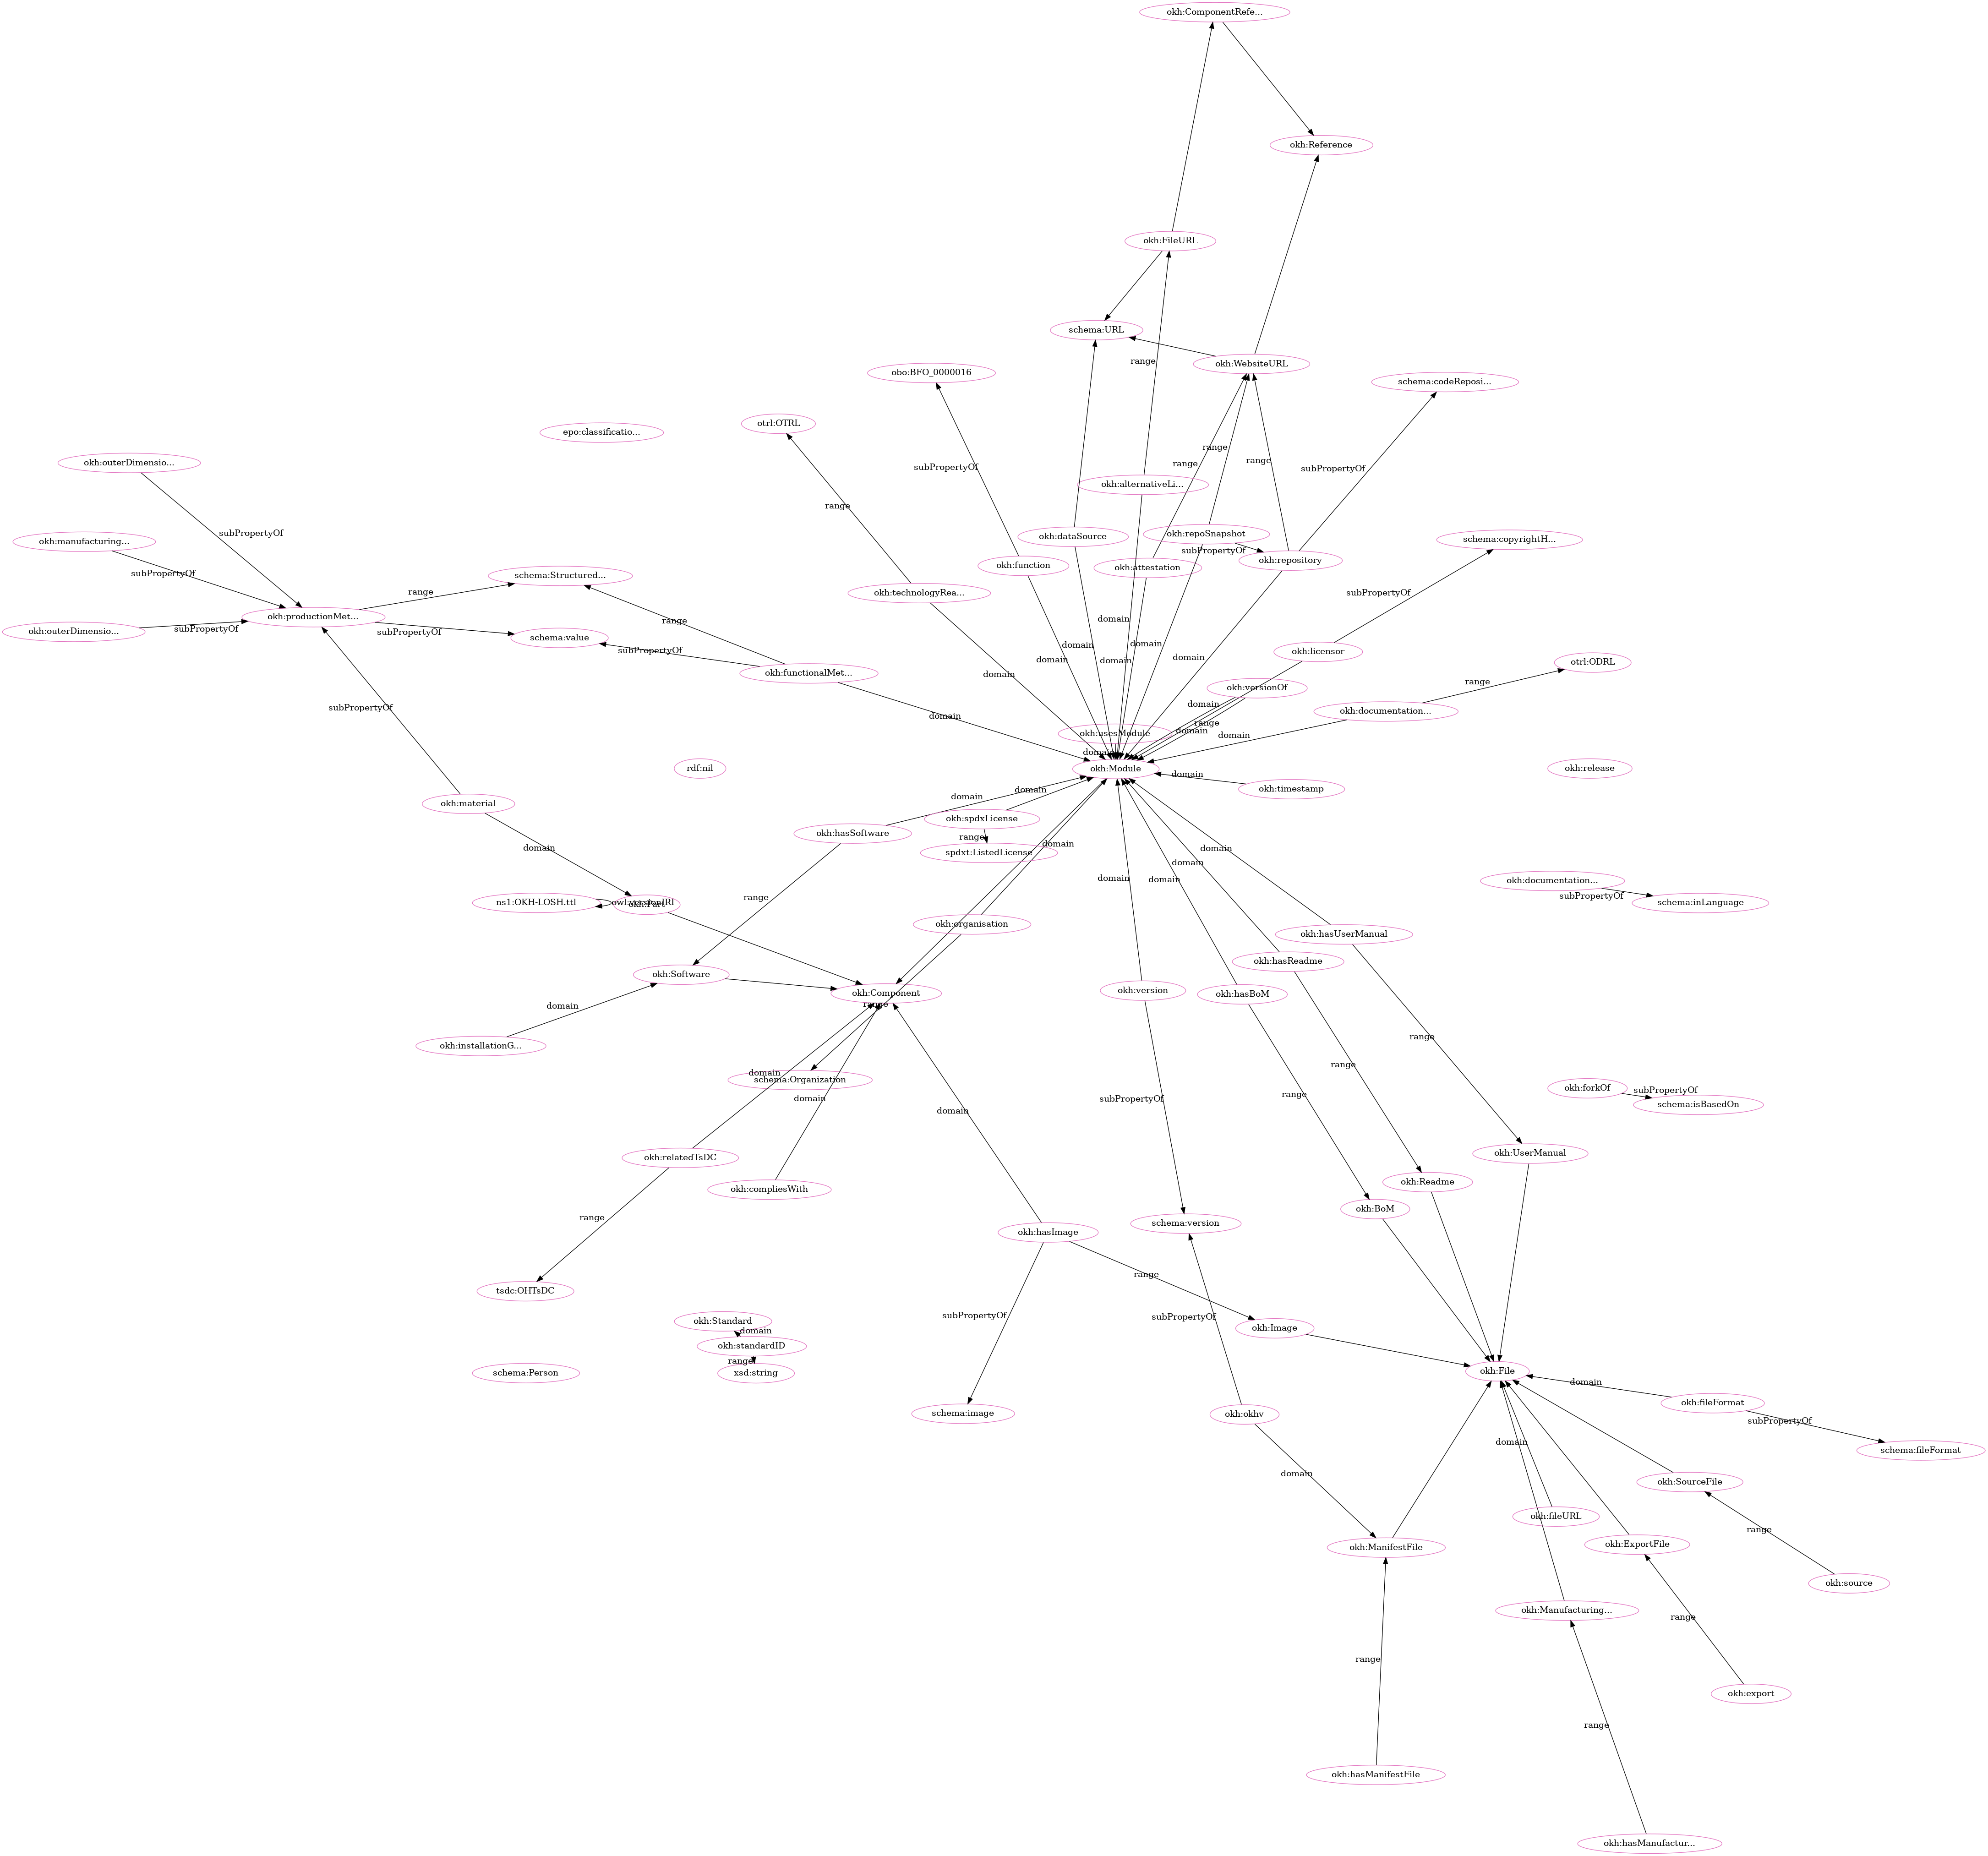 okh:ComponentRefe...
okh:Reference
okh:FileURL
schema:URL
range
okh:WebsiteURL
obo:BFO_0000016
schema:codeReposi...
otrl:OTRL
epo:classificatio...
okh:outerDimensio...
subPropertyOf
range
range
range
subPropertyOf
okh:alternativeLi...
range
subPropertyOf
okh:manufacturing...
okh:dataSource
okh:repoSnapshot
schema:copyrightH...
subPropertyOf
okh:repository
subPropertyOf
okh:function
okh:attestation
schema:Structured...
range
okh:technologyRea...
subPropertyOf
okh:productionMet...
range
domain
okh:outerDimensio...
subPropertyOf
subPropertyOf
schema:value
domain
domain
subPropertyOf
okh:licensor
domain
domain
domain
domain
otrl:ODRL
okh:functionalMet...
range
okh:versionOf
domain
subPropertyOf
okh:documentation...
domain
range
domain
okh:usesModule
domain
domain
okh:Module
rdf:nil
okh:release
domain
okh:timestamp
domain
domain
okh:material
okh:spdxLicense
okh:hasSoftware
range
domain
domain
domain
spdxt:ListedLicense
domain
domain
domain
okh:documentation...
subPropertyOf
schema:inLanguage
ns1:OKH-LOSH.ttl
owl:versionIRI
okh:Part
range
okh:organisation
okh:hasUserManual
okh:hasReadme
okh:Software
okh:Component
range
okh:version
okh:hasBoM
domain
okh:installationG...
range
range
domain
schema:Organization
okh:forkOf
subPropertyOf
schema:isBasedOn
range
domain
subPropertyOf
domain
okh:relatedTsDC
okh:UserManual
okh:compliesWith
okh:Readme
okh:BoM
range
okh:hasImage
schema:version
range
tsdc:OHTsDC
subPropertyOf
subPropertyOf
okh:Standard
domain
okh:Image
okh:standardID
range
xsd:string
schema:Person
okh:File
domain
okh:fileFormat
schema:image
okh:okhv
subPropertyOf
domain
schema:fileFormat
domain
okh:SourceFile
okh:fileURL
range
okh:ManifestFile
okh:ExportFile
okh:source
okh:Manufacturing...
range
range
okh:export
range
okh:hasManifestFile
okh:hasManufactur...